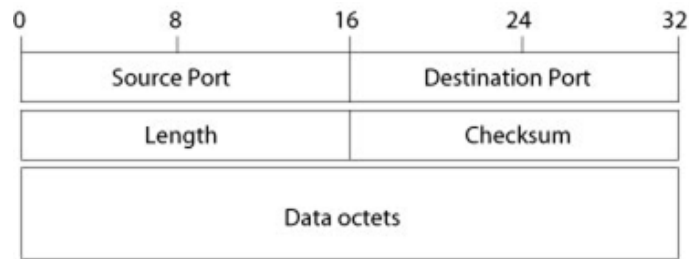 0 8 16 24 32
Source Port Destination Port
Length Checksum
Data octets